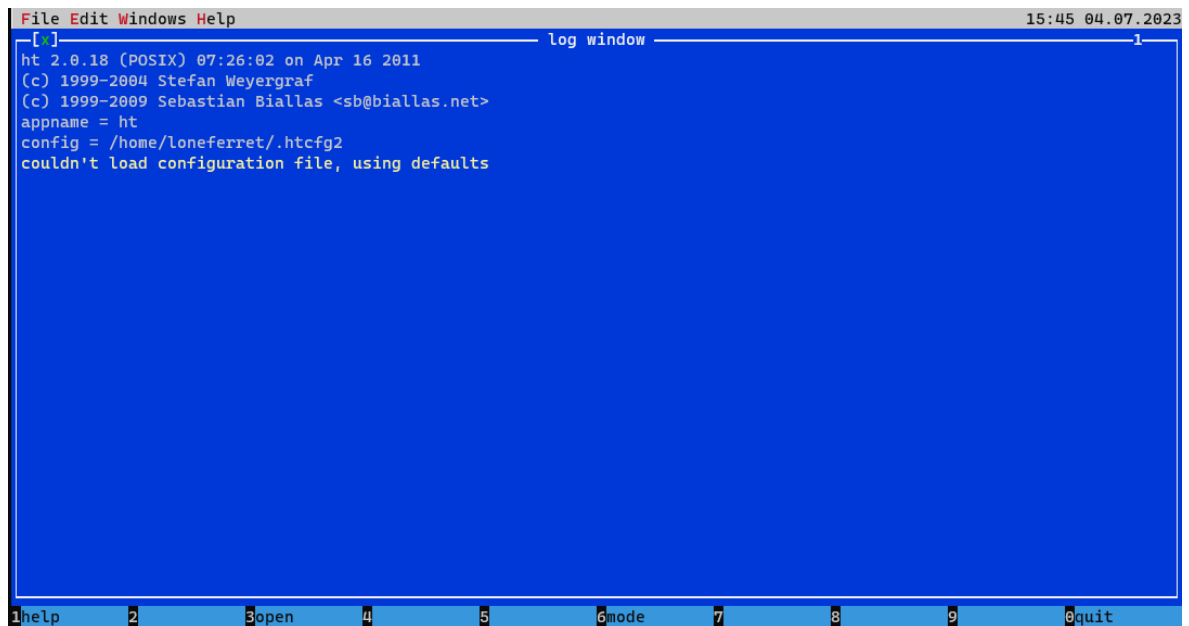 File Edit Windows Help 15:45 04.07.2023
[x] log window 1
ht 2.0.18 (POSIX) 07:26:02 on Apr 16 2011
(c) 1999-2004 Stefan Weyergraf
(c) 1999-2009 Sebastian Biallas <sb@biallas.net>
appname = ht
config = /home/loneferret/.htcfg2
couldn't load configuration file, using defaults
1help 2 3open 4 5 6mode 7 8 9 0quit